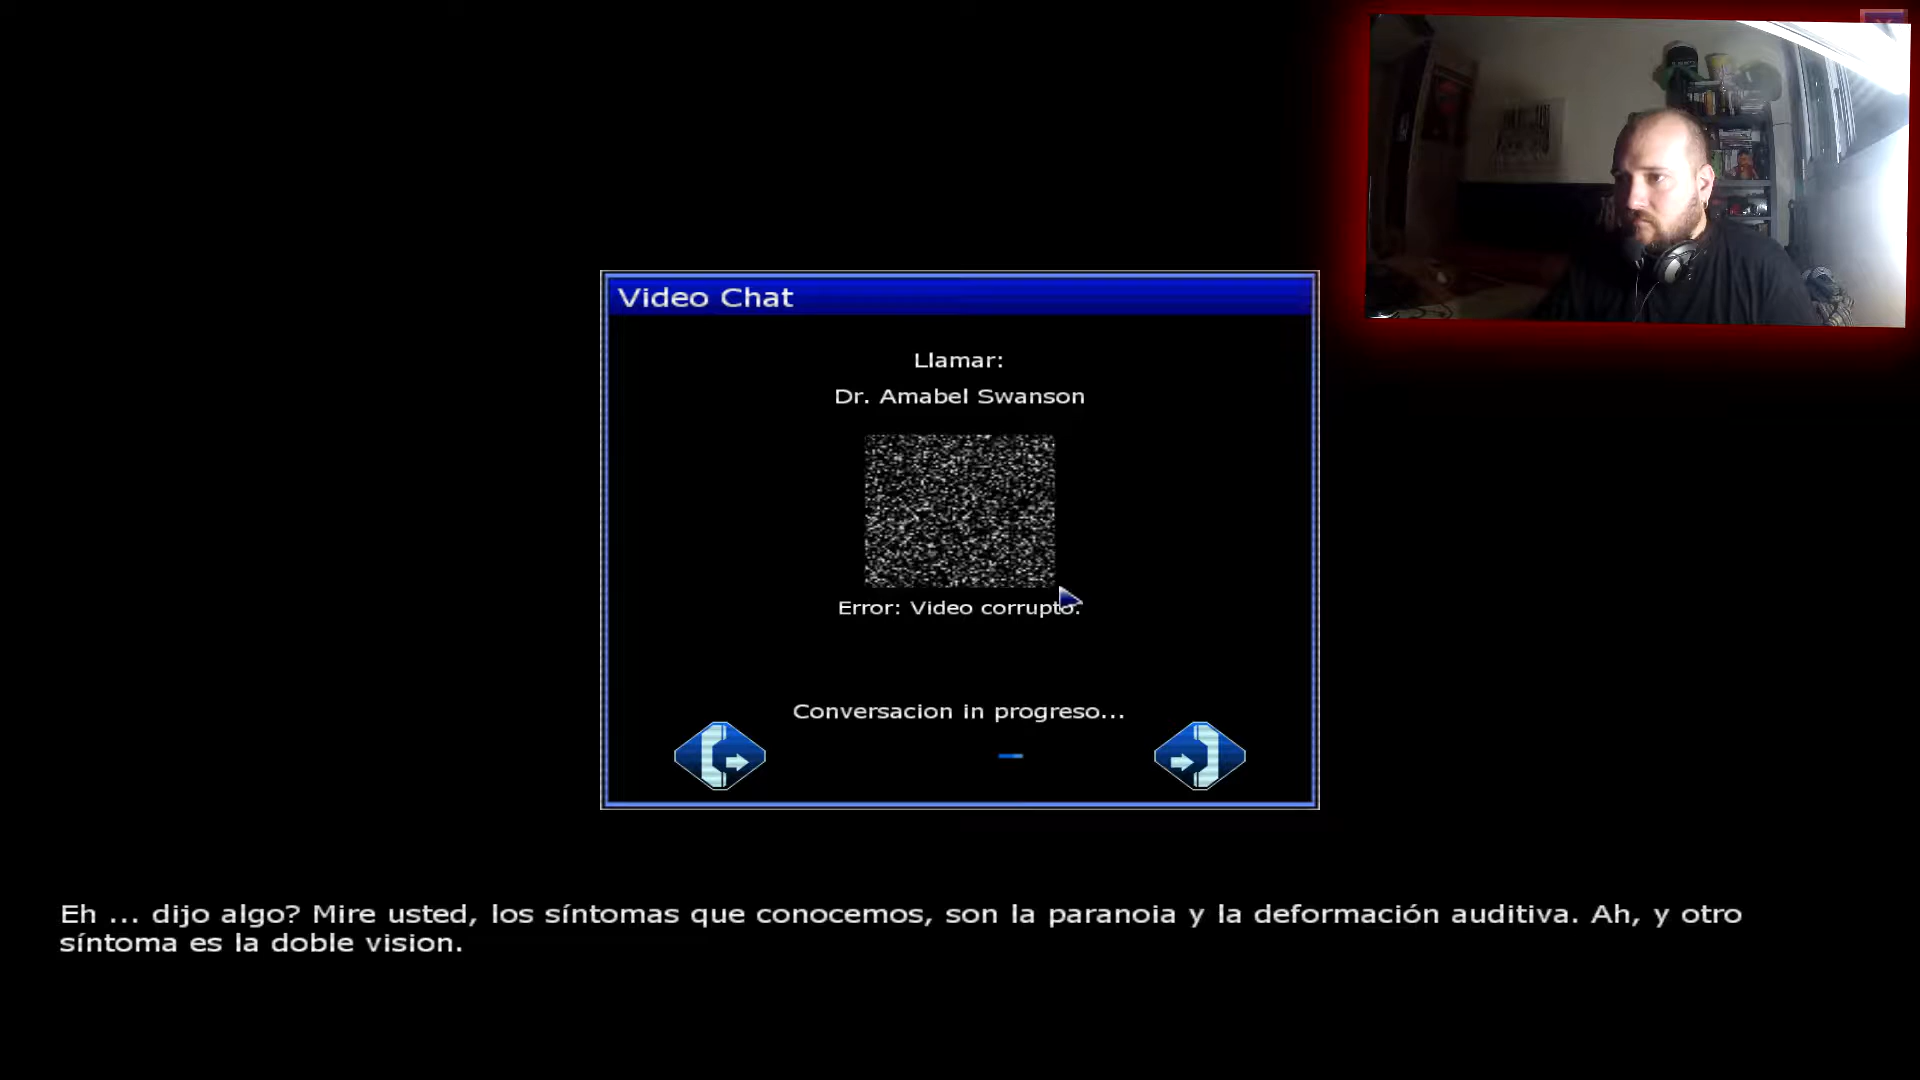 Video Chat
Llamar:
Dr. Amabel Swanson
Error: Video corrupto.
Conversacion in progreso...
Eh ... dijo algo? Mire usted, los síntomas que conocemos, son la paranoia y la deformación auditiva. Ah, y otro
síntoma es la doble vision.